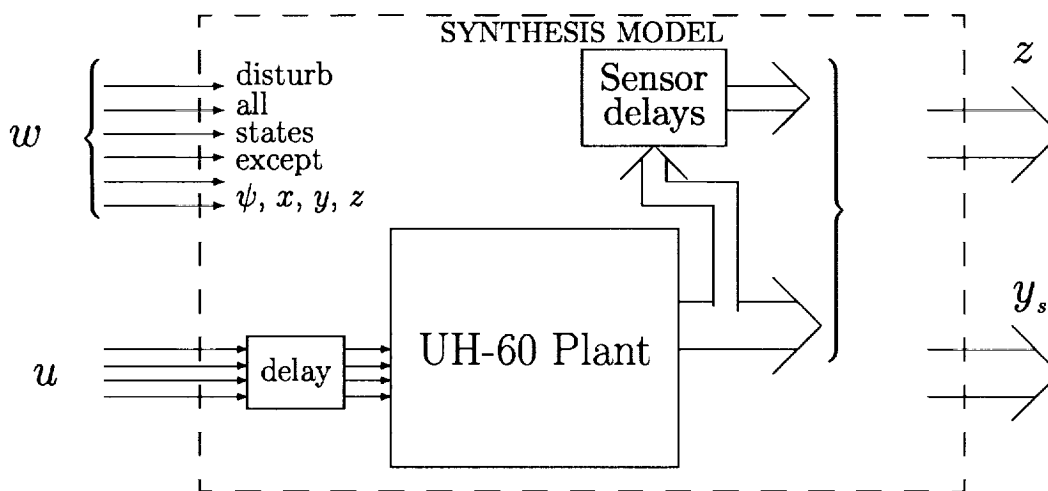 SYNTHESIS MODEL
w
disturb
all
states
except
ψ, x, y, z
Sensor
delays
z
UH-60 Plant
u
delay
y_s